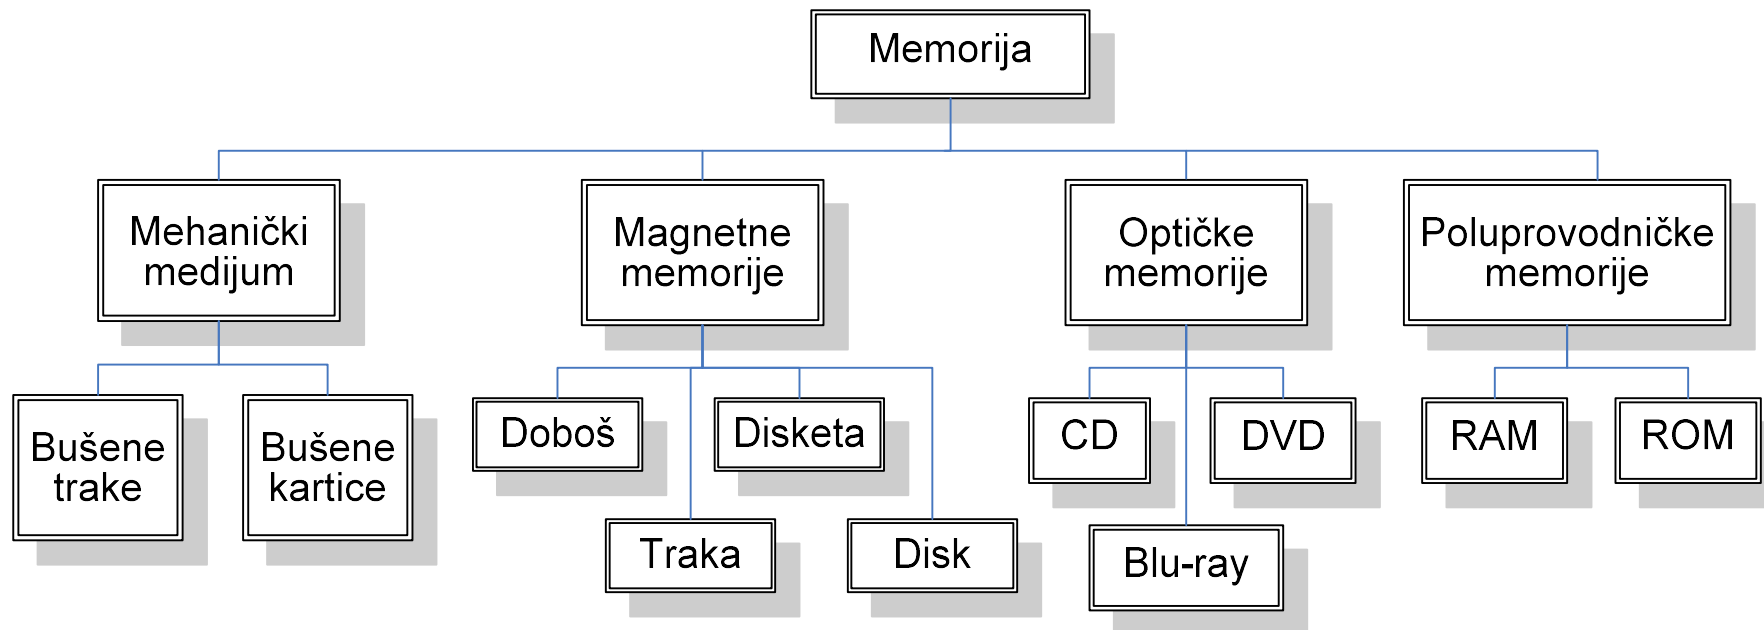 Memorija
Mehanički
medijum
Magnetne
memorije
Optičke
memorije
Poluprovodničke
memorije
Bušene
trake
Bušene
kartice
Doboš
Disketa
CD
DVD
RAM
ROM
Traka
Disk
Blu-ray